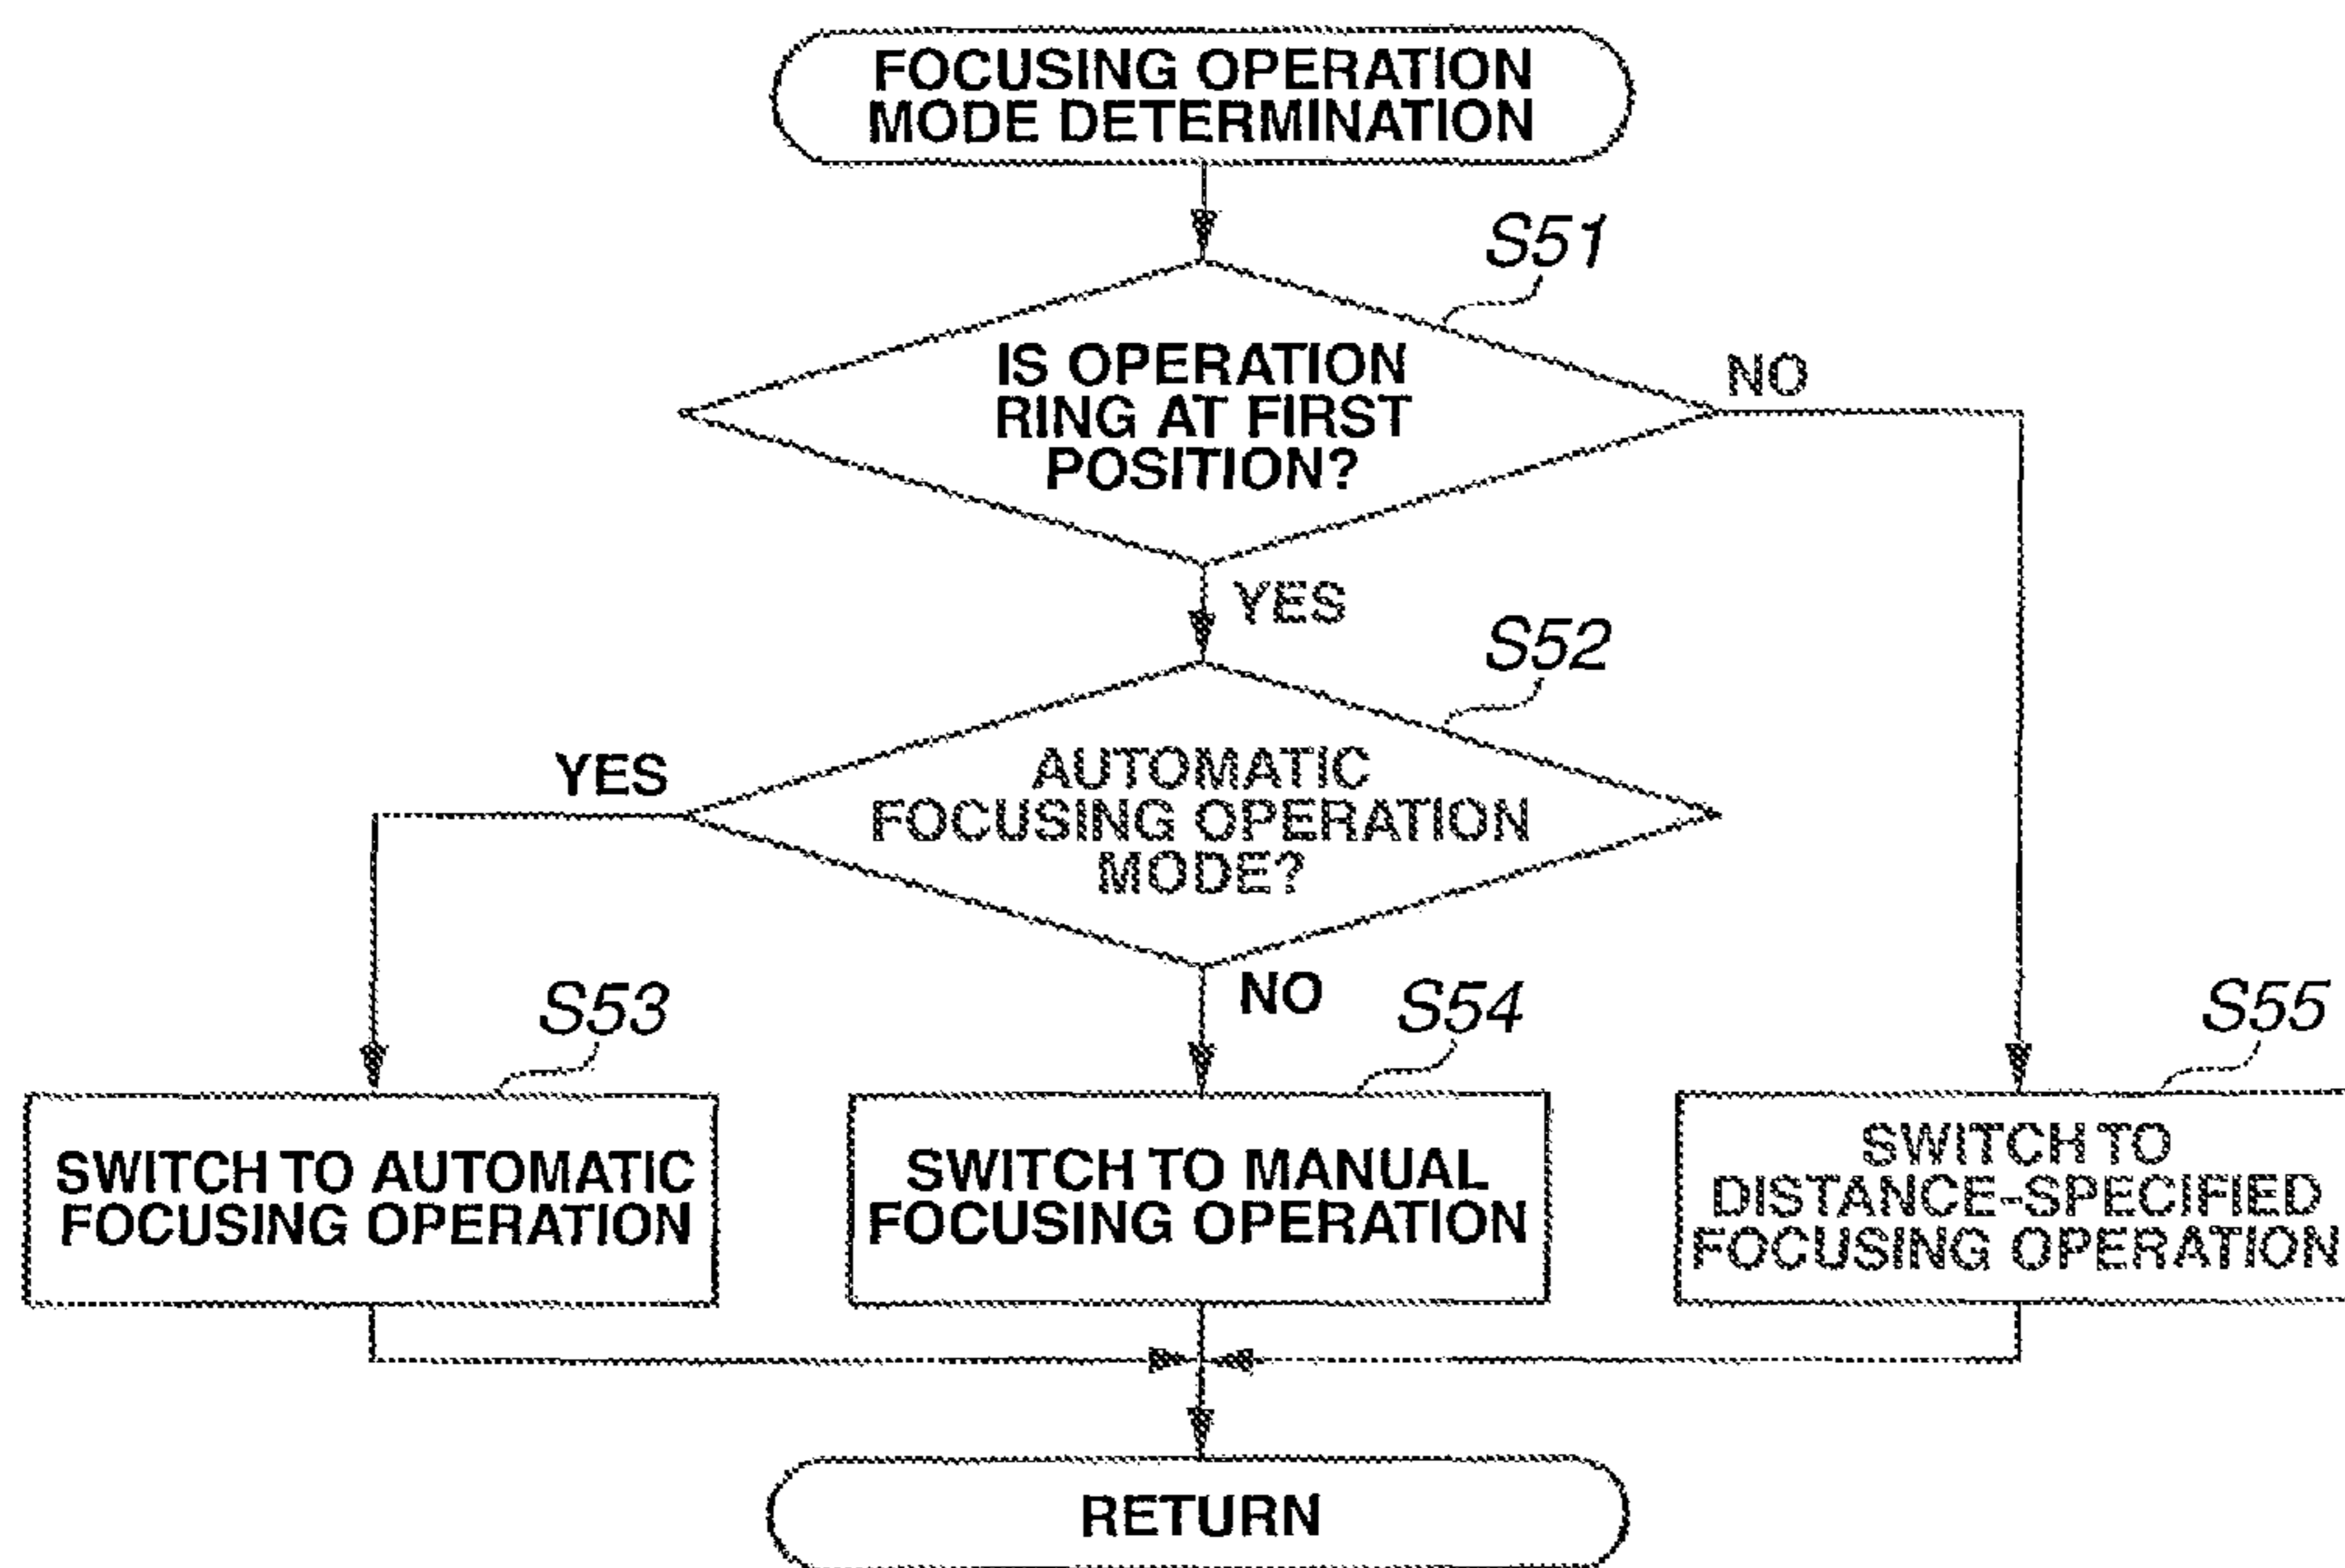 FOCUSING OPERATION
MODE DETERMINATION
S51
IS OPERATION
RING AT FIRST
POSITION?
NO
YES
S52
AUTOMATIC
FOCUSING OPERATION
MODE?
YES
NO
S53
S54
S55
SWITCH TO AUTOMATIC
FOCUSING OPERATION
SWITCH TO MANUAL
FOCUSING OPERATION
SWITCH TO
DISTANCE-SPECIFIED
FOCUSING OPERATION
RETURN